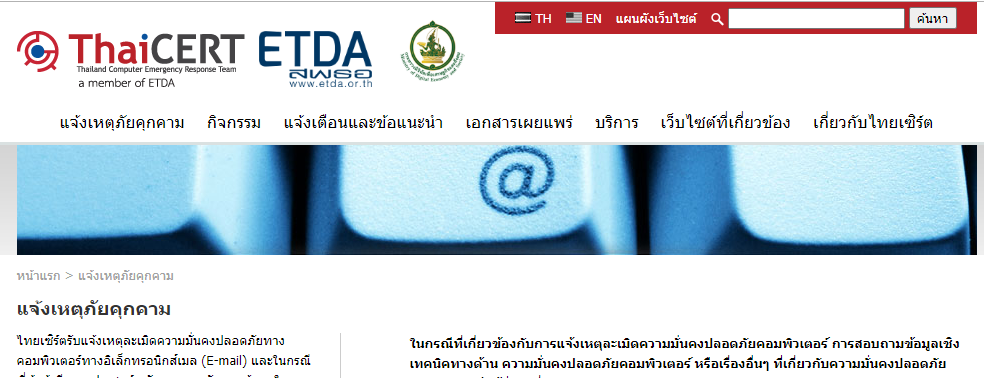 TH EN แผนผังเว็บไซต์ ค้นหา
ThaiCERT
Thailand Computer Emergency Response Team
a member of ETDA
ETDA
สพธอ
www.etda.or.th
แจ้งเหตุภัยคุกคาม กิจกรรม แจ้งเตือนและข้อแนะนำ เอกสารเผยแพร่ บริการ เว็บไซต์ที่เกี่ยวข้อง เกี่ยวกับไทยเซิร์ต
@
หน้าแรก > แจ้งเหตุภัยคุกคาม
แจ้งเหตุภัยคุกคาม
ไทยเซิร์ตรับแจ้งเหตุละเมิดความมั่นคงปลอดภัยทาง
คอมพิวเตอร์ทางอิเล็กทรอนิกส์เมล (E-mail) และในกรณี
ในกรณีที่เกี่ยวข้องกับการแจ้งเหตุละเมิดความมั่นคงปลอดภัยคอมพิวเตอร์ การสอบถามข้อมูลเชิง
เทคนิคทางด้าน ความมั่นคงปลอดภัยคอมพิวเตอร์ หรือเรื่องอื่นๆ ที่เกี่ยวกับความมั่นคงปลอดภัย